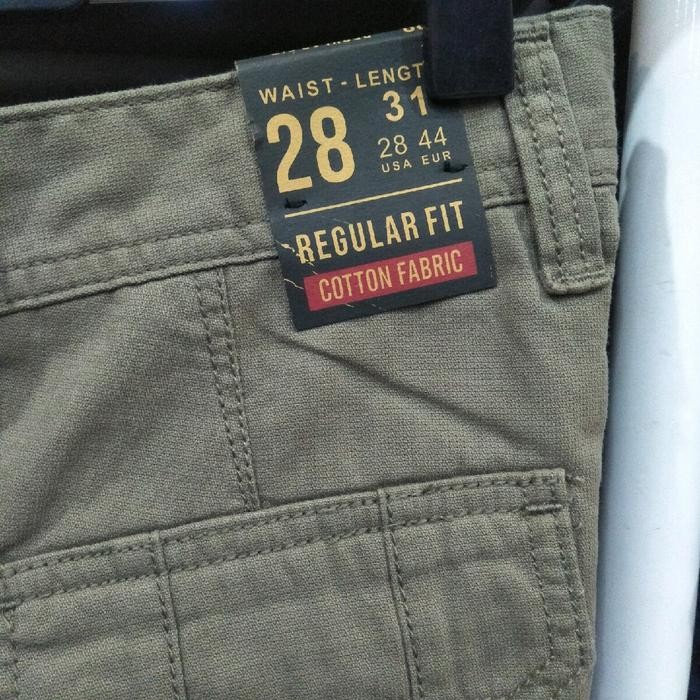 WAIST - LENGT
28 31
28 44
USA EUR
REGULAR FIT
COTTON FABRIC